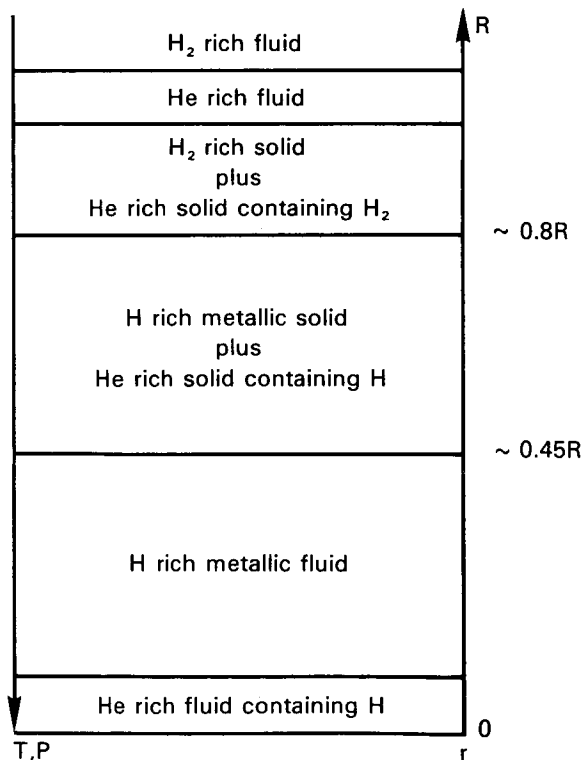 R
H₂ rich fluid
He rich fluid
H₂ rich solid
plus
He rich solid containing H₂
~ 0.8R
H rich metallic solid
plus
He rich solid containing H
~ 0.45R
H rich metallic fluid
He rich fluid containing H
0
T,P
r